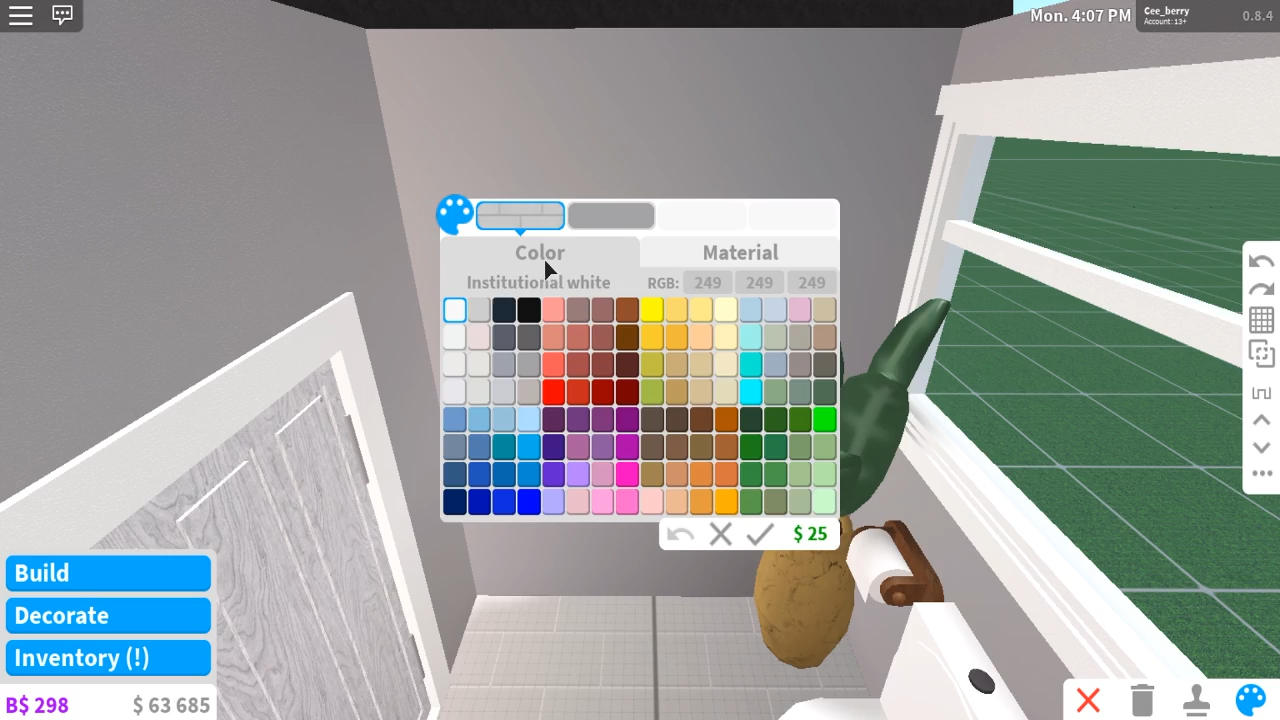 Mon. 4:07 PM
Cee_berry
Account: 13+
0.8.4
Color
Material
Institutional white
RGB: 249 249 249
$ 25
Build
Decorate
Inventory (!)
B$ 298
$ 63 685